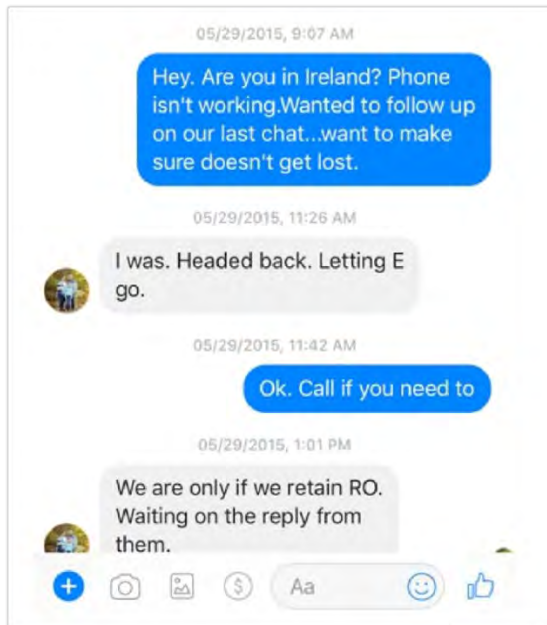 05/29/2015, 9:07 AM
Hey. Are you in Ireland? Phone
isn't working.Wanted to follow up
on our last chat...want to make
sure doesn't get lost.
05/29/2015, 11:26 AM
I was. Headed back. Letting E
go.
05/29/2015, 11:42 AM
Ok. Call if you need to
05/29/2015, 1:01 PM
We are only if we retain RO.
Waiting on the reply from
them.
Aa